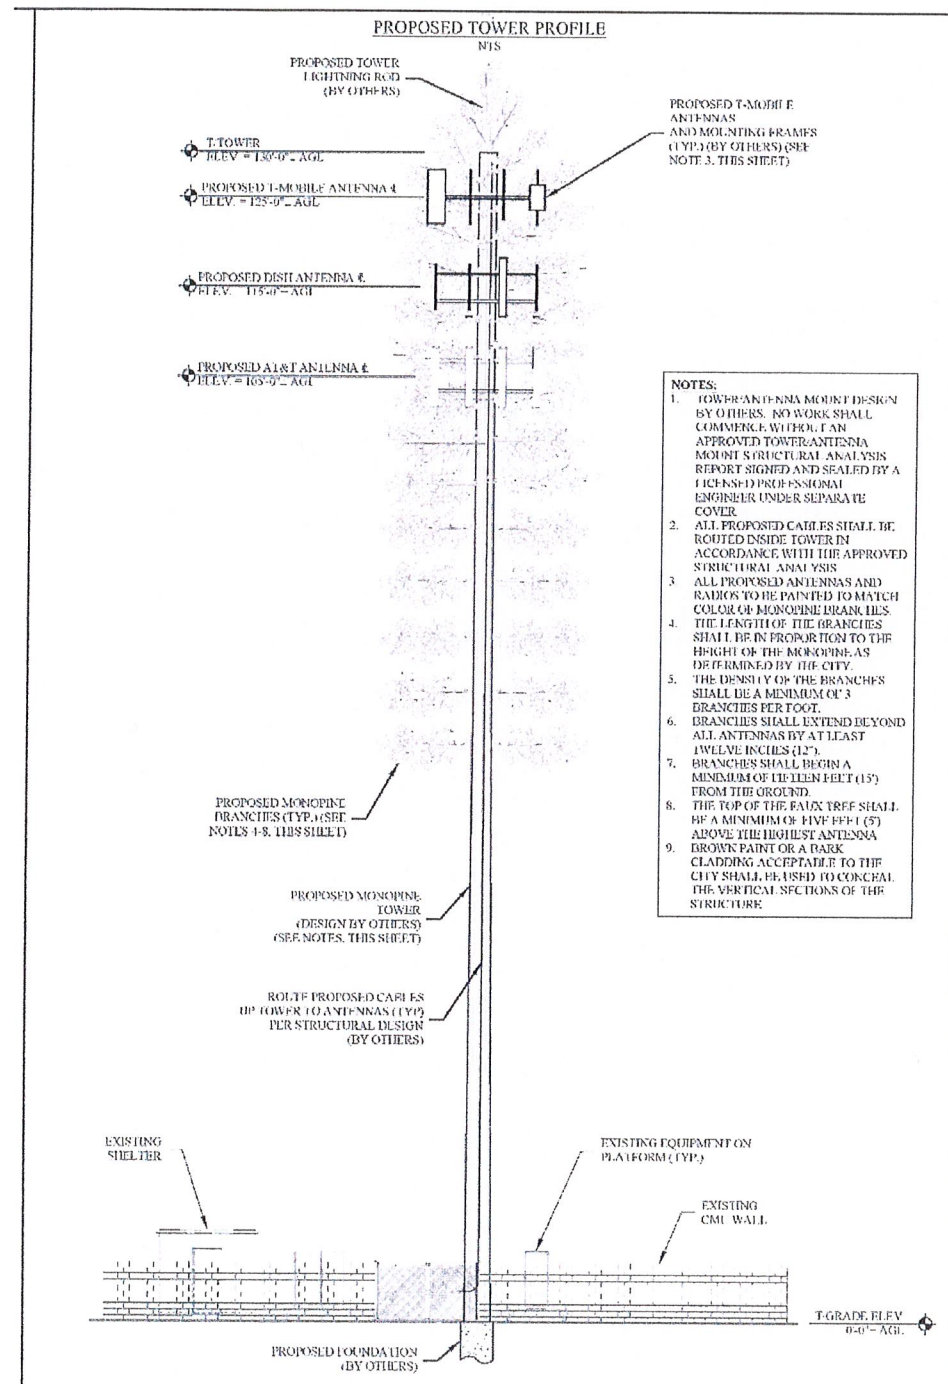 PROPOSED TOWER PROFILE
NTS
PROPOSED TOWER
LIGHTNING ROD
(BY OTHERS)
PROPOSED T-MOBILE
ANTENNAS
AND MOUNTING FRAMES
(TYP.) (BY OTHERS) (SEE
NOTE 3, THIS SHEET)
T-TOWER
ELEV = 130'-0"± AGL
PROPOSED T-MOBILE ANTENNA ℄
ELEV. = 125'-0"± AGL
PROPOSED DISH ANTENNA ℄
ELEV. = 115'-0"± AGL
PROPOSED AT&T ANTENNA ℄
ELEV. = 105'-0"± AGL
NOTES:
1. TOWER/ANTENNA MOUNT DESIGN
BY OTHERS. NO WORK SHALL
COMMENCE WITHOUT AN
APPROVED TOWER/ANTENNA
MOUNT STRUCTURAL ANALYSIS
REPORT SIGNED AND SEALED BY A
LICENSED PROFESSIONAL
ENGINEER UNDER SEPARATE
COVER
2. ALL PROPOSED CABLES SHALL BE
ROUTED INSIDE TOWER IN
ACCORDANCE WITH THE APPROVED
STRUCTURAL ANALYSIS
3 ALL PROPOSED ANTENNAS AND
RADIOS TO BE PAINTED TO MATCH
COLOR OF MONOPINE BRANCHES.
4. THE LENGTH OF THE BRANCHES
SHALL BE IN PROPORTION TO THE
HEIGHT OF THE MONOPINE AS
DETERMINED BY THE CITY.
5. THE DENSITY OF THE BRANCHES
SHALL BE A MINIMUM OF 3
BRANCHES PER FOOT.
6. BRANCHES SHALL EXTEND BEYOND
ALL ANTENNAS BY AT LEAST
TWELVE INCHES (12").
7. BRANCHES SHALL BEGIN A
MINIMUM OF FIFTEEN FEET (15')
FROM THE GROUND.
8. THE TOP OF THE FAUX TREE SHALL
BE A MINIMUM OF FIVE FEET (5')
ABOVE THE HIGHEST ANTENNA
9. BROWN PAINT OR A DARK
CLADDING ACCEPTABLE TO THE
CITY SHALL BE USED TO CONCEAL
THE VERTICAL SECTIONS OF THE
STRUCTURE
PROPOSED MONOPINE
BRANCHES (TYP.) (SEE
NOTES 4-8, THIS SHEET)
PROPOSED MONOPINE
TOWER
(DESIGN BY OTHERS)
(SEE NOTES, THIS SHEET)
ROUTE PROPOSED CABLES
UP TOWER TO ANTENNAS (TYP)
PER STRUCTURAL DESIGN
(BY OTHERS)
EXISTING
SHELTER
EXISTING EQUIPMENT ON
PLATFORM (TYP.)
EXISTING
CMU WALL
T-GRADE ELEV
0'-0"± AGL
PROPOSED FOUNDATION
(BY OTHERS)